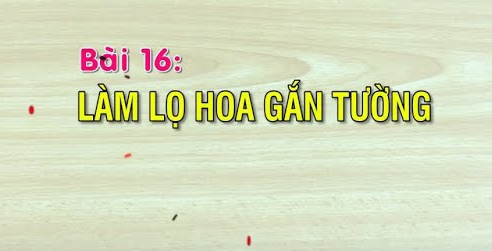 Bài 16:
LÀM LỌ HOA GẮN TƯỜNG